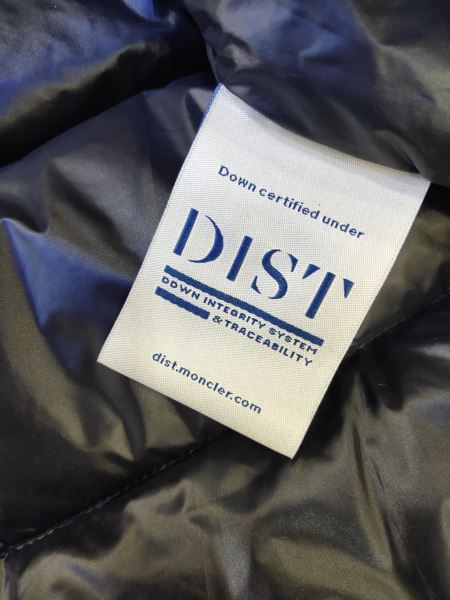 Down certified under
DIST
DOWN INTEGRITY SYSTEM
& TRACEABILITY
dist.moncler.com